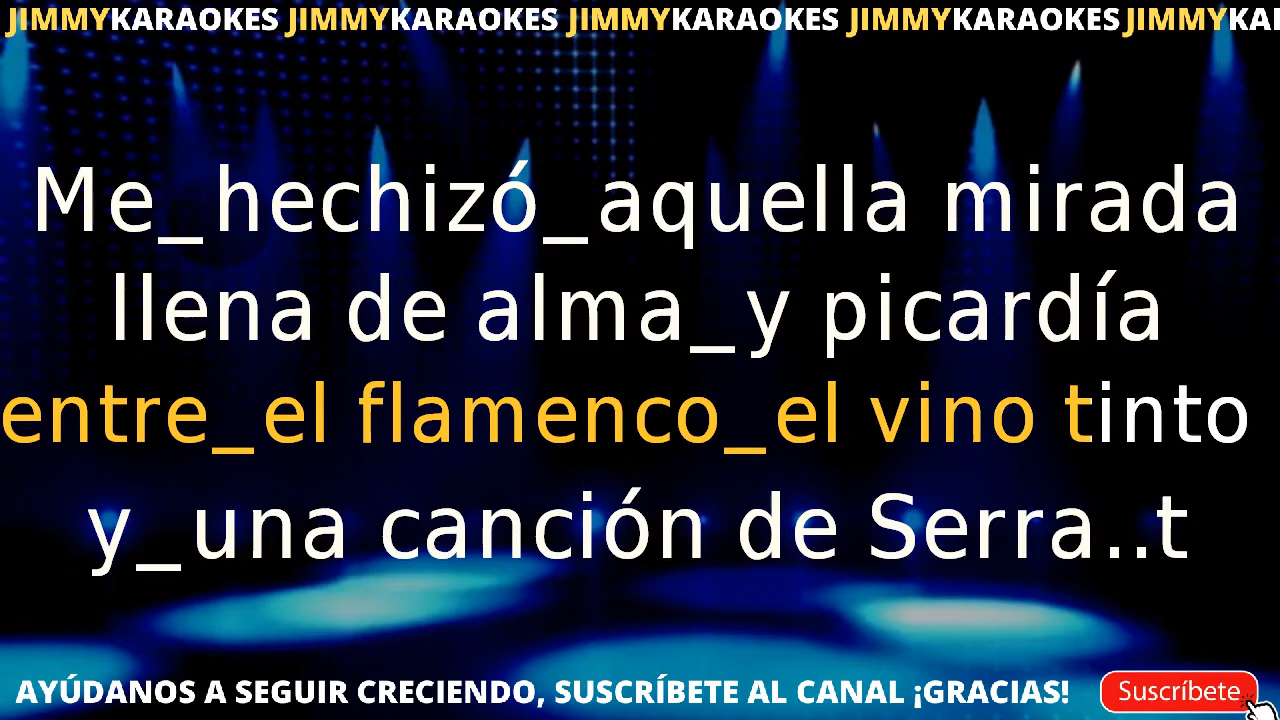 JIMMYKARAOKES JIMMYKARAOKES JIMMYKARAOKES JIMMYKARAOKES JIMMYKAI
Me_hechizó_aquella mirada
llena de alma_y picardía
entre_el flamenco_el vino tinto
y_una canción de Serra..t
AYÚDANOS A SEGUIR CRECIENDO, SUSCRÍBETE AL CANAL ¡GRACIAS! Suscríbete